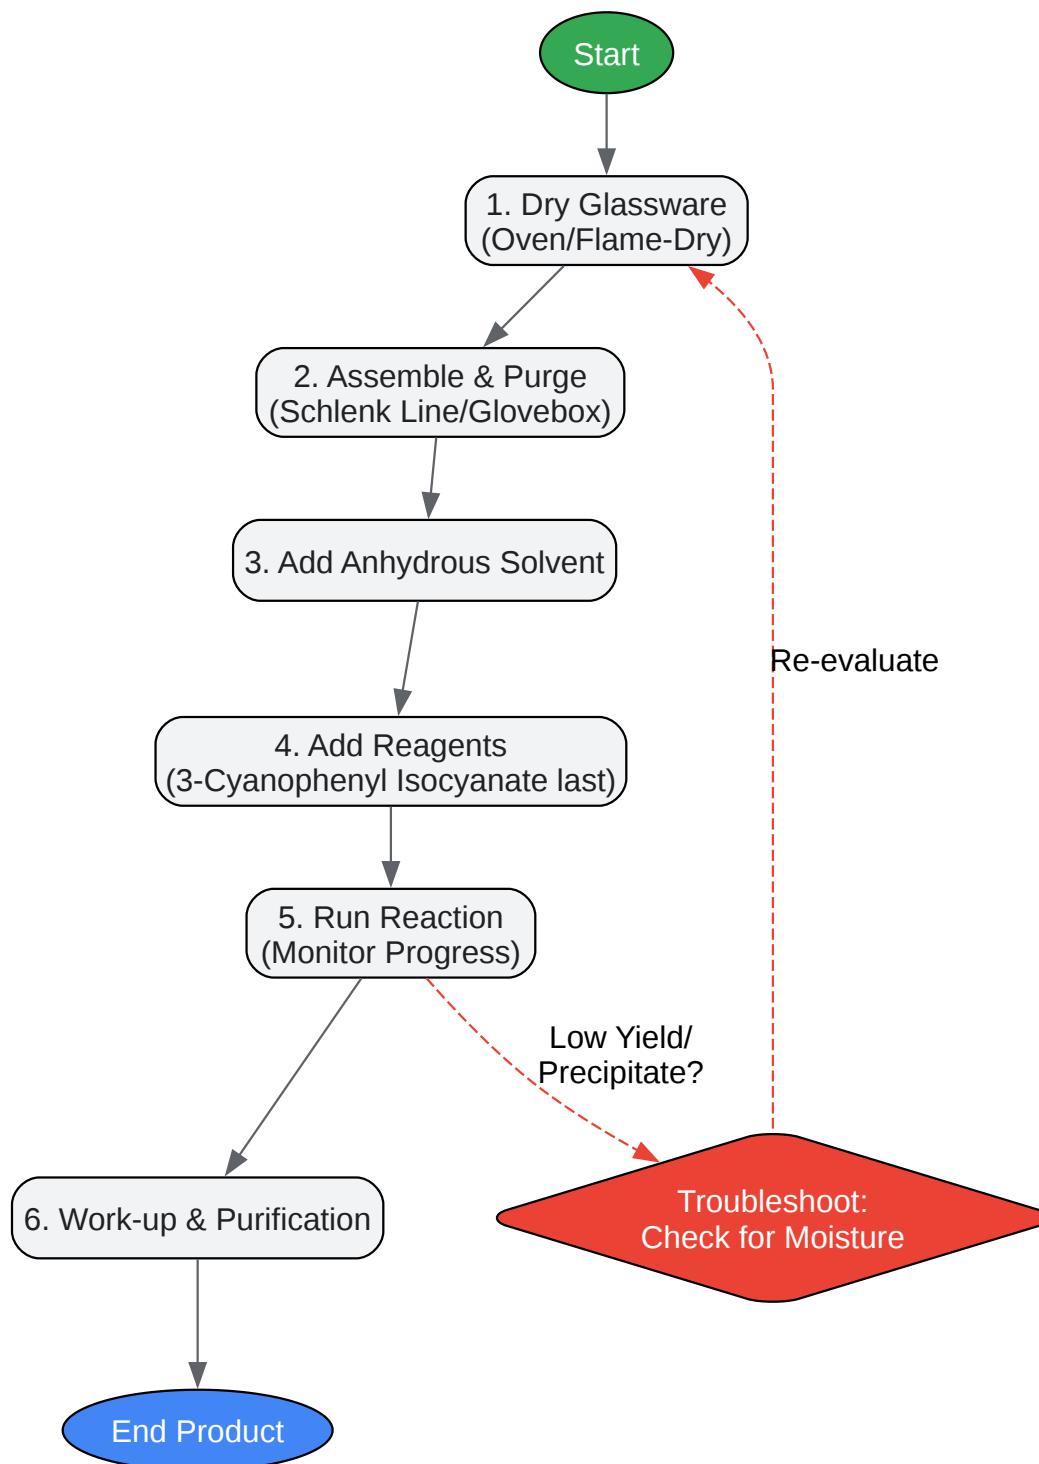 Start
1. Dry Glassware
(Oven/Flame-Dry)
2. Assemble & Purge
(Schlenk Line/Glovebox)
3. Add Anhydrous Solvent
Re-evaluate
4. Add Reagents
(3-Cyanophenyl Isocyanate last)
5. Run Reaction
(Monitor Progress)
Low Yield/
Precipitate?
Troubleshoot:
Check for Moisture
6. Work-up & Purification
End Product